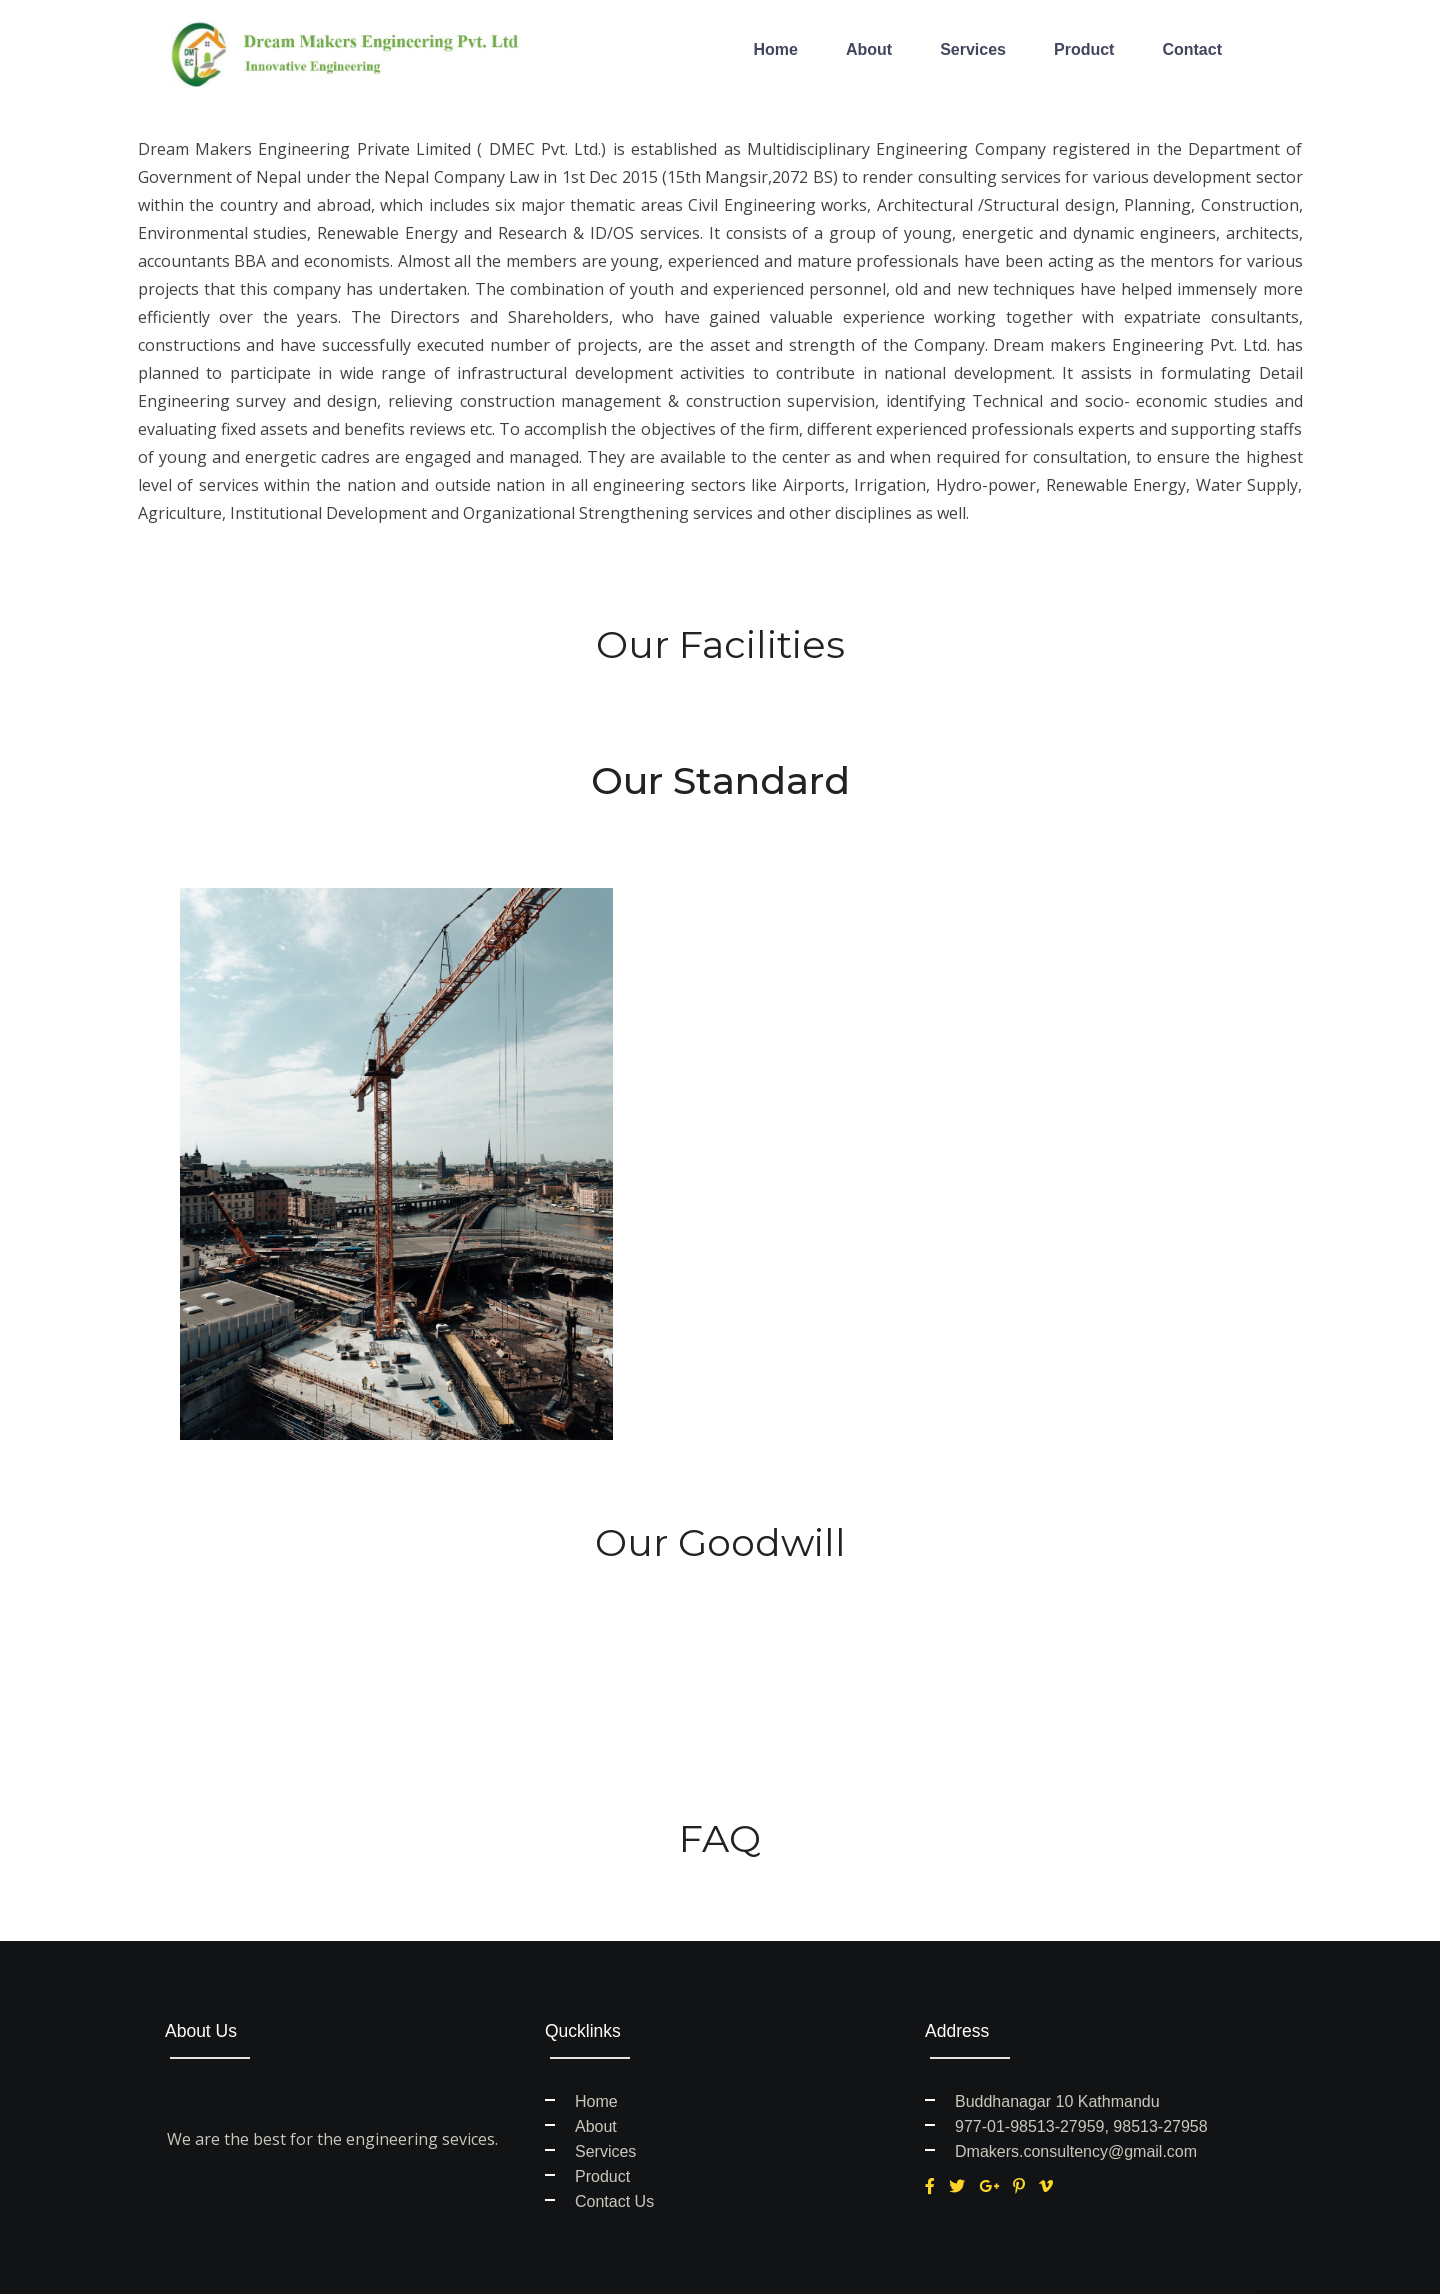 DMT
EC
Dream Makers Engineering Pvt. Ltd
Innovative Engineering
Home About Services Product Contact
Dream Makers Engineering Private Limited ( DMEC Pvt. Ltd.) is established as Multidisciplinary Engineering Company registered in the Department of
Government of Nepal under the Nepal Company Law in 1st Dec 2015 (15th Mangsir,2072 BS) to render consulting services for various development sector
within the country and abroad, which includes six major thematic areas Civil Engineering works, Architectural /Structural design, Planning, Construction,
Environmental studies, Renewable Energy and Research & ID/OS services. It consists of a group of young, energetic and dynamic engineers, architects,
accountants BBA and economists. Almost all the members are young, experienced and mature professionals have been acting as the mentors for various
projects that this company has undertaken. The combination of youth and experienced personnel, old and new techniques have helped immensely more
efficiently over the years. The Directors and Shareholders, who have gained valuable experience working together with expatriate consultants,
constructions and have successfully executed number of projects, are the asset and strength of the Company. Dream makers Engineering Pvt. Ltd. has
planned to participate in wide range of infrastructural development activities to contribute in national development. It assists in formulating Detail
Engineering survey and design, relieving construction management & construction supervision, identifying Technical and socio- economic studies and
evaluating fixed assets and benefits reviews etc. To accomplish the objectives of the firm, different experienced professionals experts and supporting staffs
of young and energetic cadres are engaged and managed. They are available to the center as and when required for consultation, to ensure the highest
level of services within the nation and outside nation in all engineering sectors like Airports, Irrigation, Hydro-power, Renewable Energy, Water Supply,
Agriculture, Institutional Development and Organizational Strengthening services and other disciplines as well.
Our Facilities
Our Standard
Our Goodwill
FAQ
About Us
We are the best for the engineering sevices.
Qucklinks
Home
About
Services
Product
Contact Us
Address
Buddhanagar 10 Kathmandu
977-01-98513-27959, 98513-27958
Dmakers.consultency@gmail.com